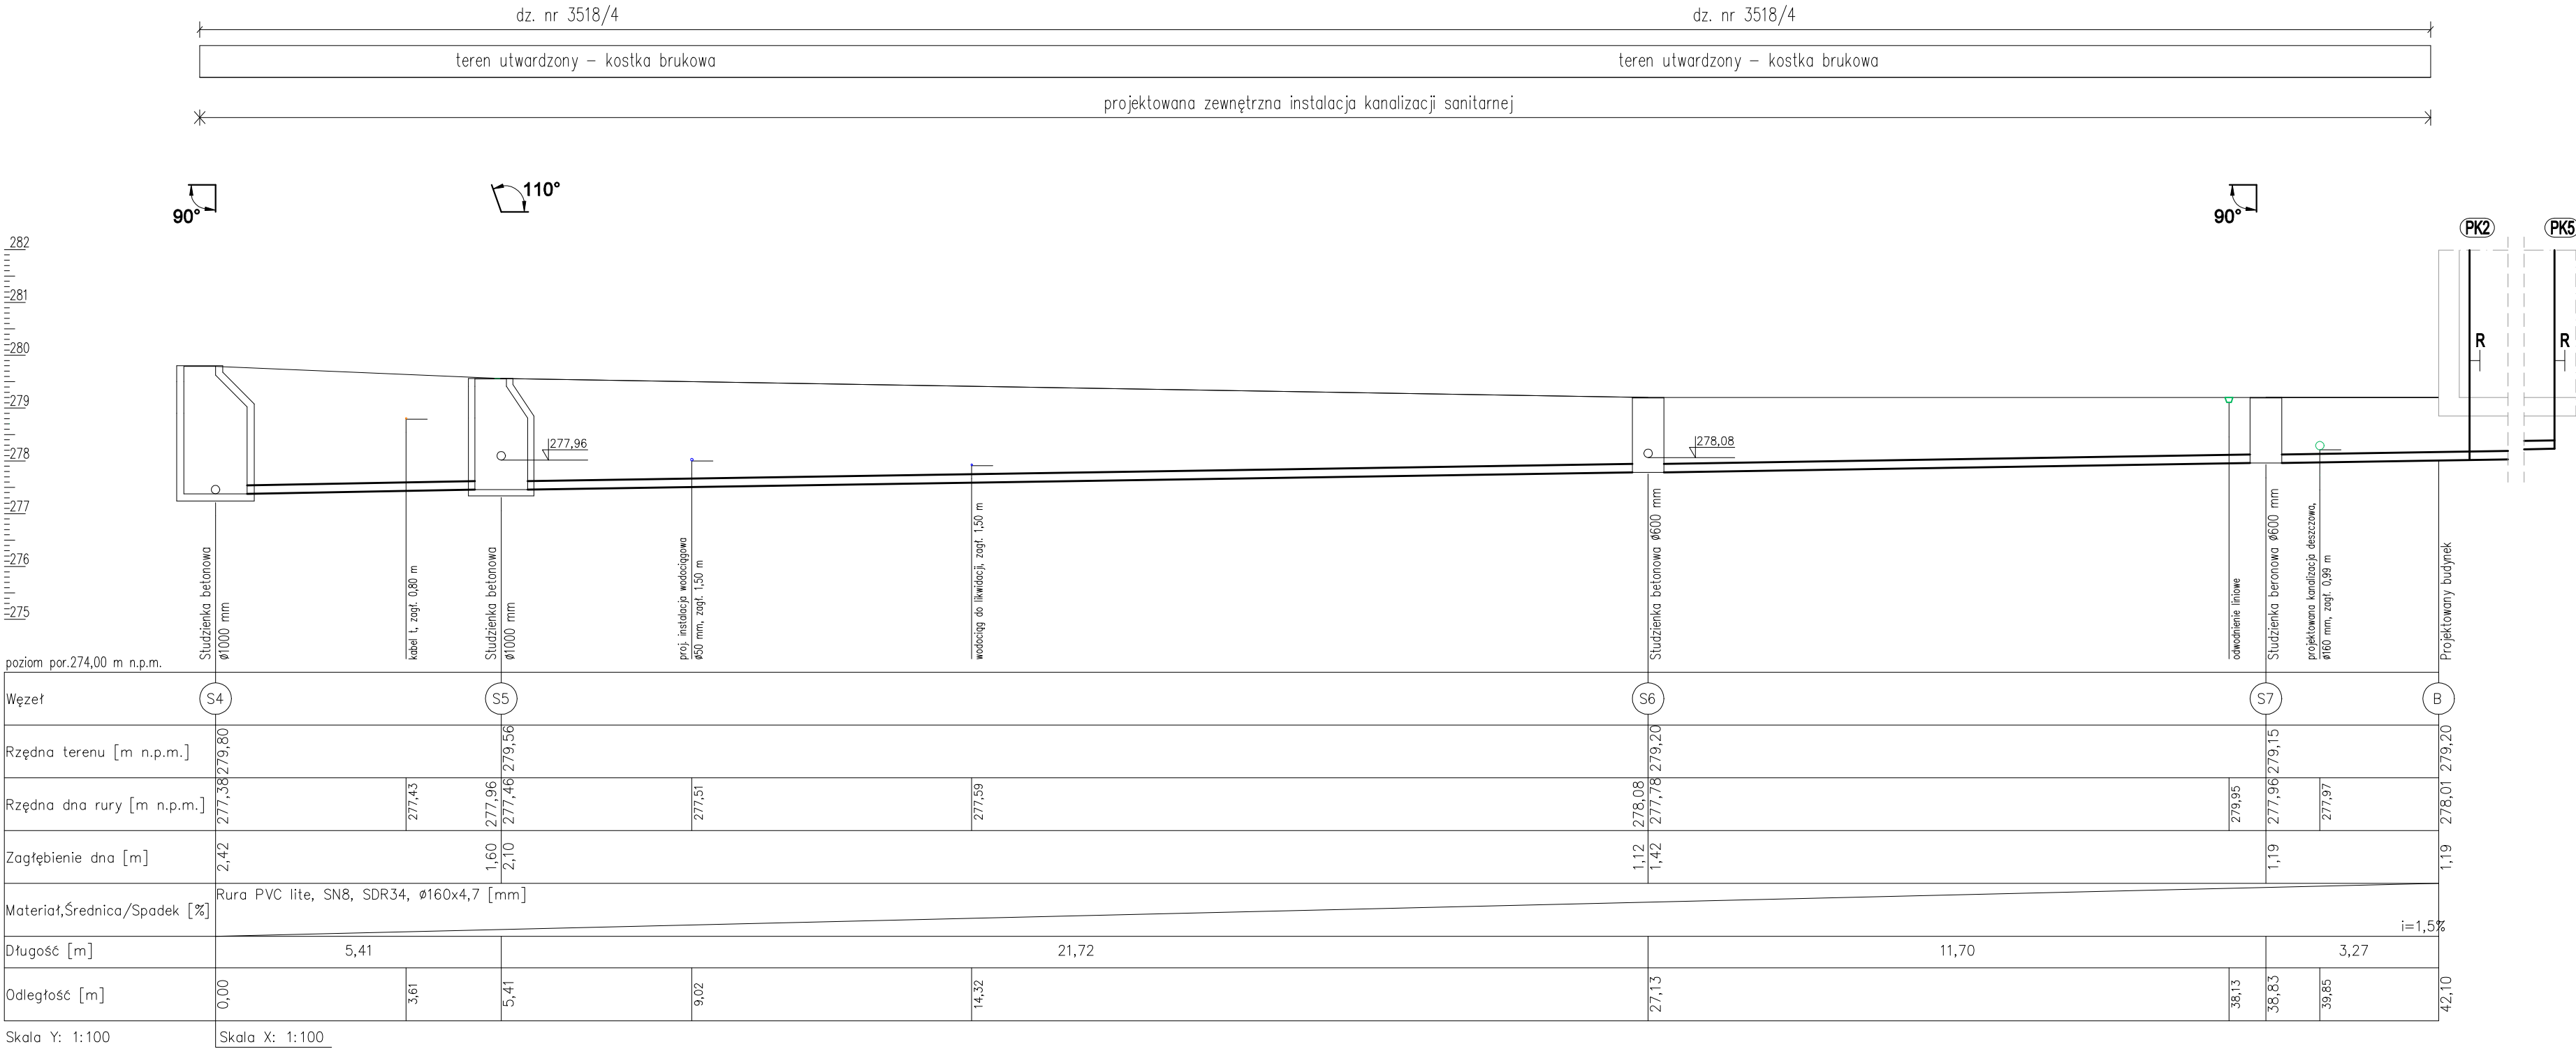 dz. nr 3518/4
dz. nr 3518/4
teren utwardzony – kostka brukowa
teren utwardzony – kostka brukowa
projektowana zewnętrzna instalacja kanalizacji sanitarnej
90°
110°
90°
PK2
PK5
282
281
280
279
278
277
276
275
R
R
277,96
278,08
Studzienka betonowa
ø1000 mm
kabel t, zagł. 0,80 m
Studzienka betonowa
ø1000 mm
proj. instalacja wodociągowa
ø50 mm, zagł. 1,50 m
wodociąg do likwidacji, zagł. 1,50 m
Studzienka betonowa ø600 mm
odwodnienie liniowe
Studzienka beronowa ø600 mm
projektowana kanalizacja deszczowa,
ø160 mm, zagł. 0,99 m
Projektowany budynek
poziom por.274,00 m n.p.m.
Węzeł
S4
S5
S6
S7
B
Rzędna terenu [m n.p.m.]
279,80
279,56
279,20
279,15
279,20
Rzędna dna rury [m n.p.m.]
277,38
277,43
277,96
277,46
277,51
277,59
278,08
277,78
279,95
277,96
277,97
278,01
Zagłębienie dna [m]
2,42
1,60
2,10
1,12
1,42
1,19
1,19
Materiał,Średnica/Spadek [%]
Rura PVC lite, SN8, SDR34, ø160x4,7 [mm]
i=1,5%
Długość [m]
5,41
21,72
11,70
3,27
Odległość [m]
0,00
3,61
5,41
9,02
14,32
27,13
38,13
38,83
39,85
42,10
Skala Y: 1:100
Skala X: 1:100